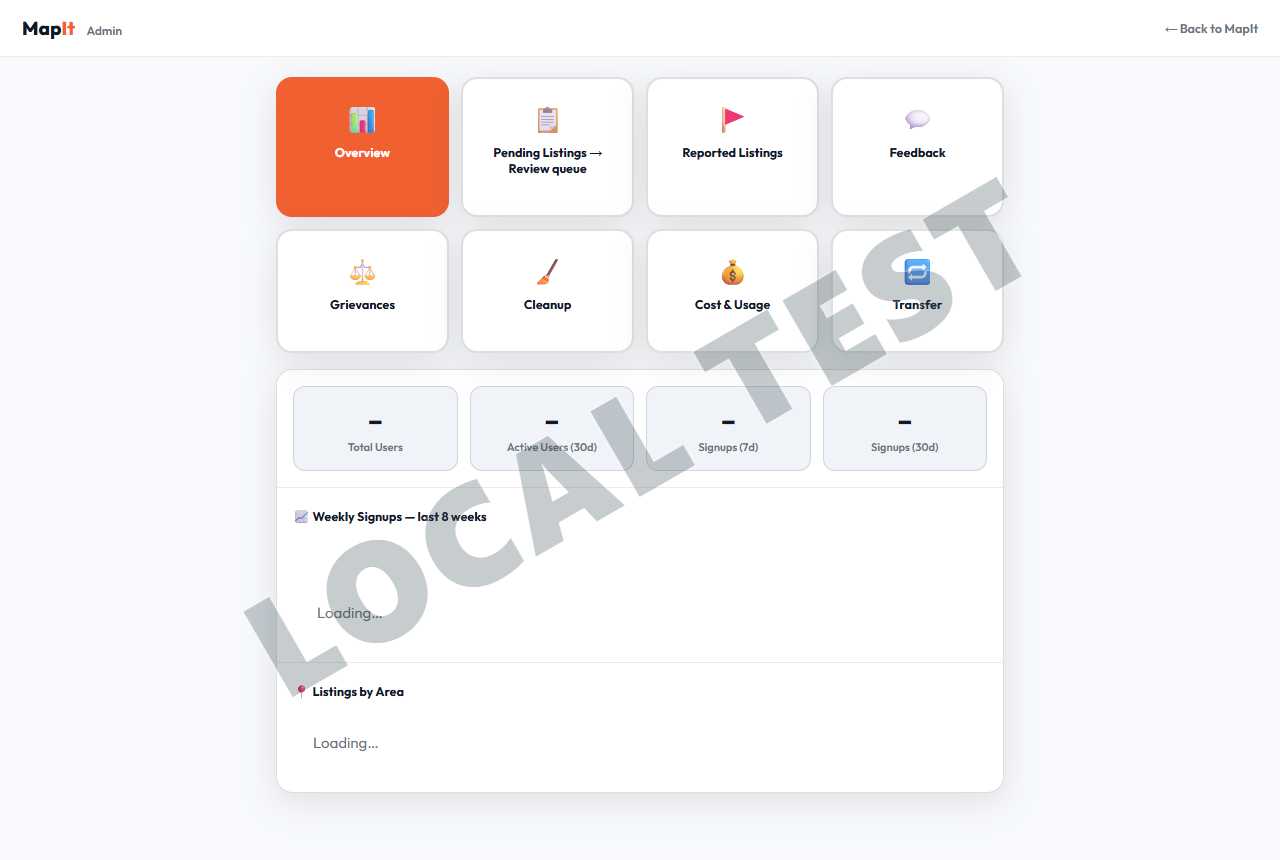 MapIt Admin
← Back to MapIt
Overview
Pending Listings →
Review queue
Reported Listings
Feedback
Grievances
Cleanup
Cost & Usage
Transfer
–
Total Users
–
Active Users (30d)
–
Signups (7d)
–
Signups (30d)
Weekly Signups — last 8 weeks
Loading…
Listings by Area
Loading…
LOCAL TEST